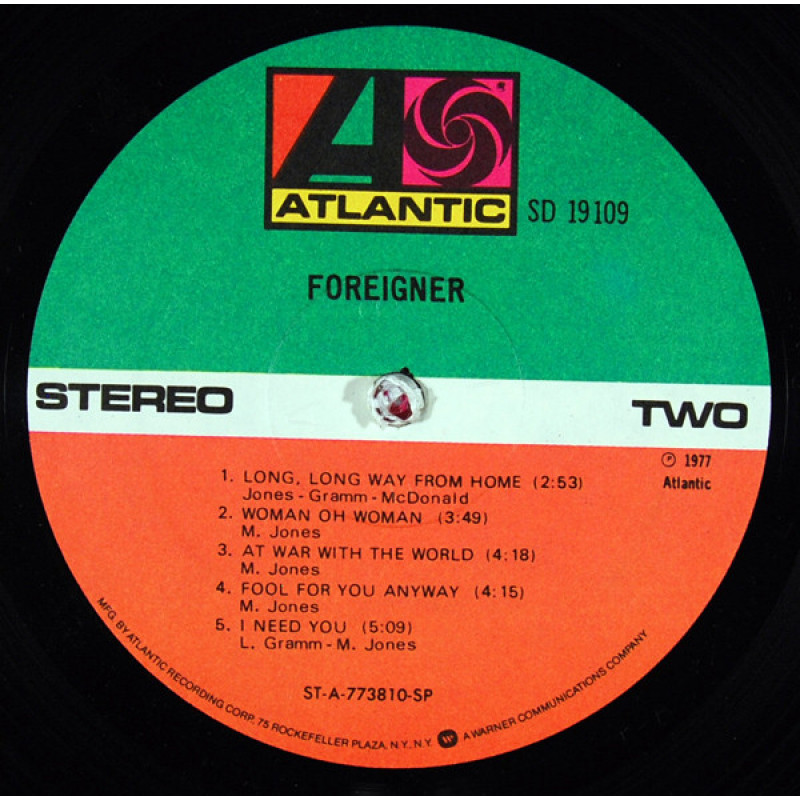 ATLANTIC
SD 19109
FOREIGNER
STEREO
TWO
℗ 1977
Atlantic
1. LONG, LONG WAY FROM HOME (2:53)
Jones - Gramm - McDonald
2. WOMAN OH WOMAN (3:49)
M. Jones
3. AT WAR WITH THE WORLD (4:18)
M. Jones
4. FOOL FOR YOU ANYWAY (4:15)
M. Jones
5. I NEED YOU (5:09)
L. Gramm - M. Jones
ST-A-773810-SP
MFG. BY ATLANTIC RECORDING CORP. 75 ROCKEFELLER PLAZA, N.Y., N.Y. A WARNER COMMUNICATIONS COMPANY